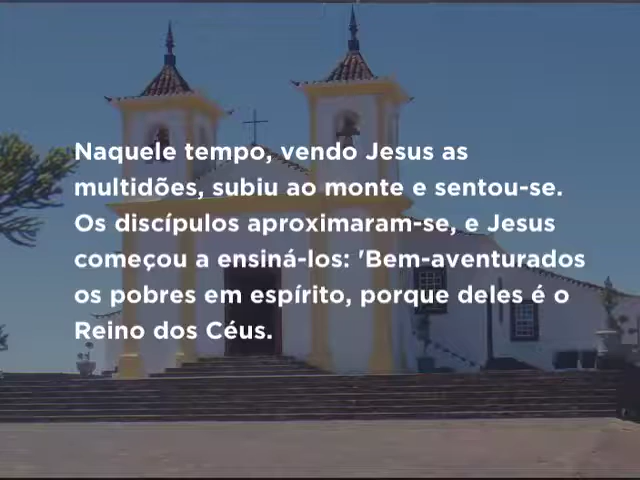 Naquele tempo, vendo Jesus as
multidões, subiu ao monte e sentou-se.
Os discípulos aproximaram-se, e Jesus
começou a ensiná-los: 'Bem-aventurados
os pobres em espírito, porque deles é o
Reino dos Céus.